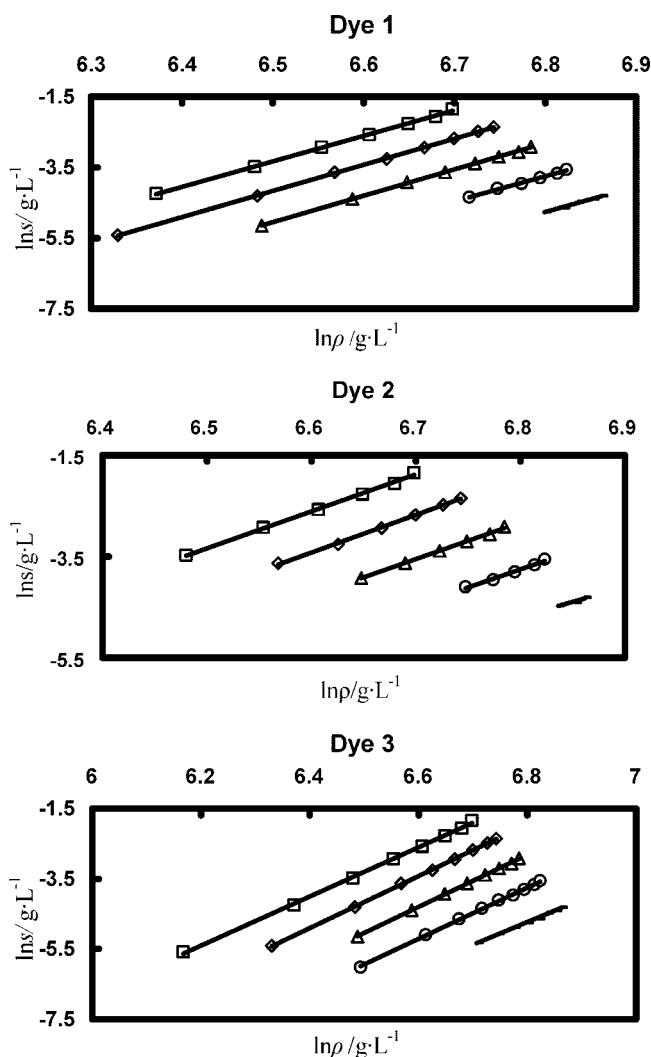 Dye 1
6.3 6.4 6.5 6.6 6.7 6.8 6.9
-1.5
-3.5
-5.5
-7.5
lns/g·L⁻¹
lnρ /g·L⁻¹
Dye 2
6.4 6.5 6.6 6.7 6.8 6.9
-1.5
-3.5
-5.5
lns/g·L⁻¹
lnρ/g·L⁻¹
Dye 3
6 6.2 6.4 6.6 6.8 7
-1.5
-3.5
-5.5
-7.5
lns/g·L⁻¹
lnρ /g·L⁻¹